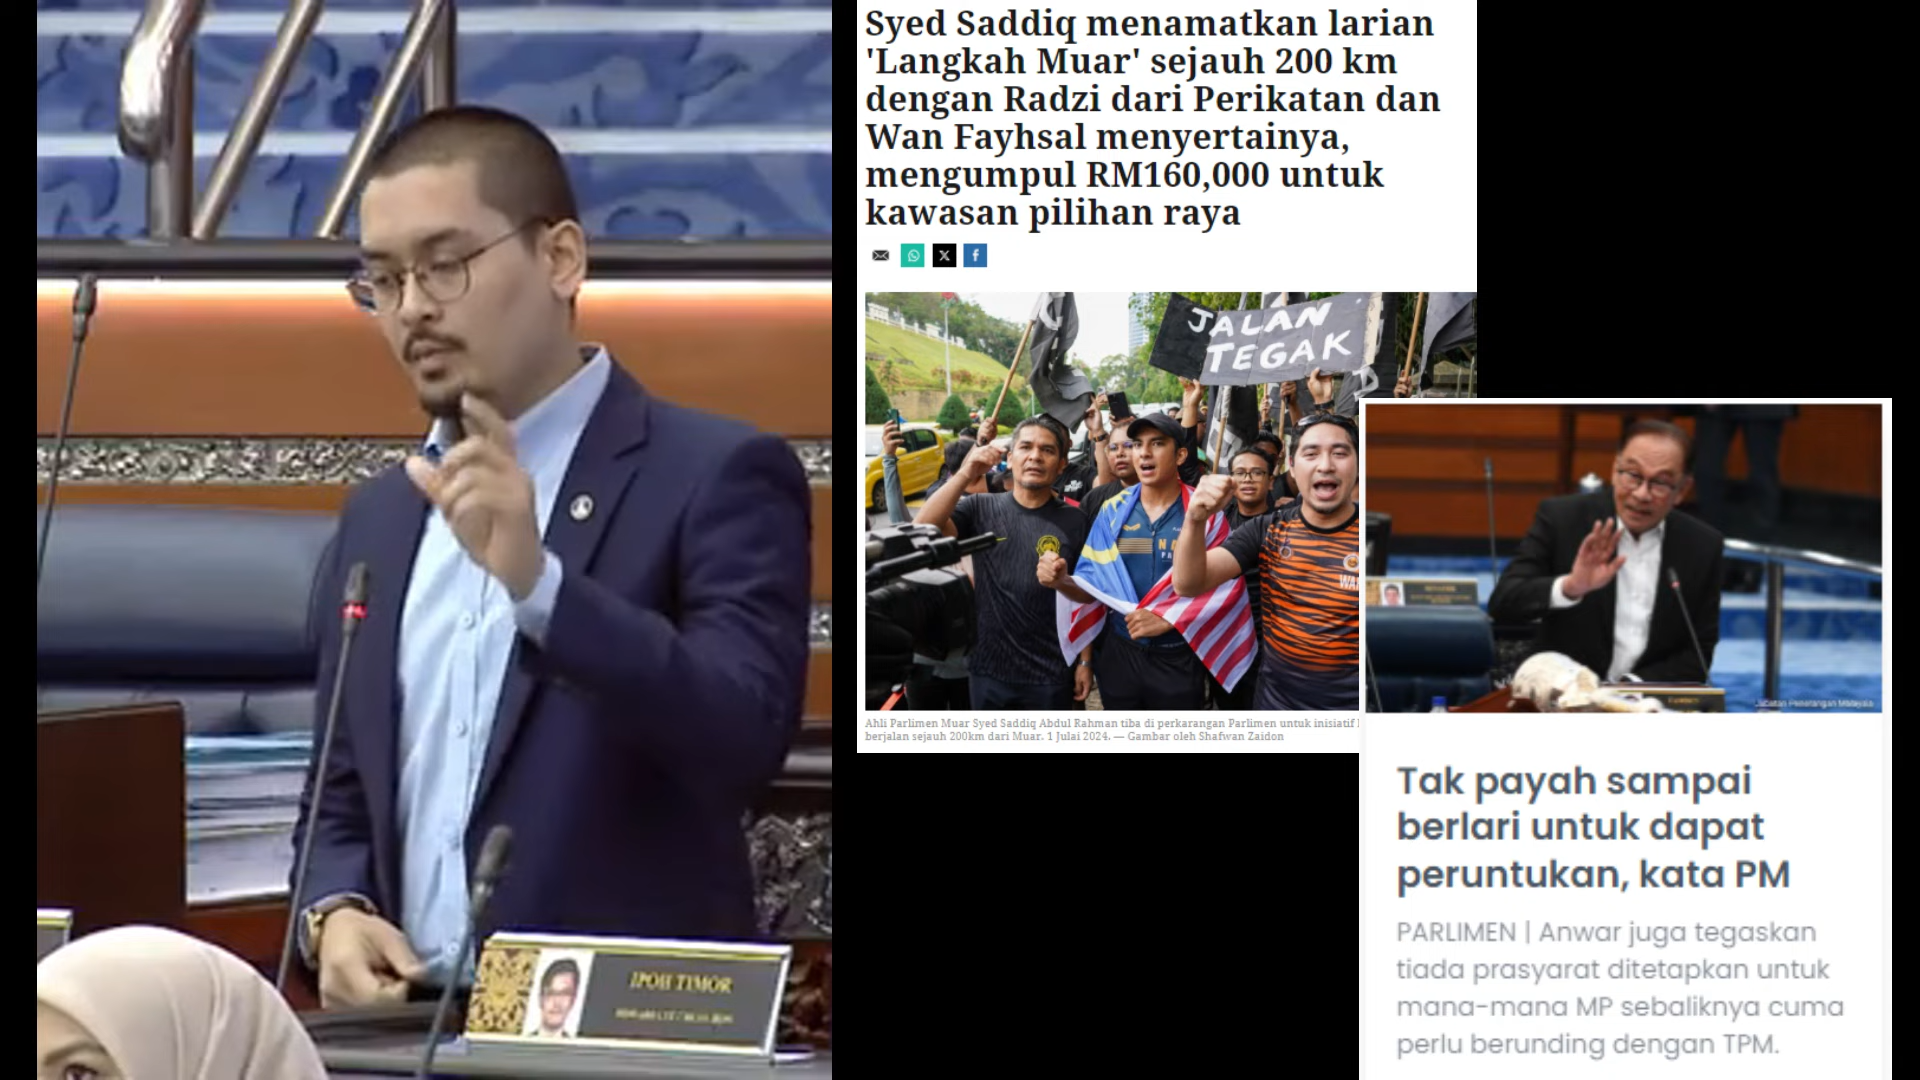 Syed Saddiq menamatkan larian
'Langkah Muar' sejauh 200 km
dengan Radzi dari Perikatan dan
Wan Fayhsal menyertainya,
mengumpul RM160,000 untuk
kawasan pilihan raya
JALAN
TEGAK
Ahli Parlimen Muar Syed Saddiq Abdul Rahman tiba di perkarangan Parlimen untuk inisiatif
berjalan sejauh 200km dari Muar. 1 Julai 2024. — Gambar oleh Shafwan Zaidon
Jabatan Penerangan Malaysia
Tak payah sampai
berlari untuk dapat
peruntukan, kata PM
PARLIMEN | Anwar juga tegaskan
tiada prasyarat ditetapkan untuk
mana-mana MP sebaliknya cuma
perlu berunding dengan TPM.
IPOH TIMOR